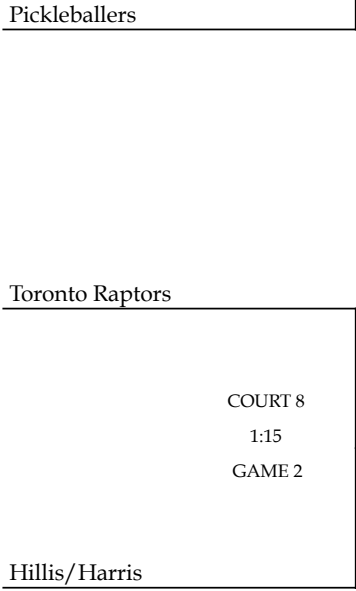 Pickleballers
Toronto Raptors
COURT 8
1:15
GAME 2
Hillis/Harris